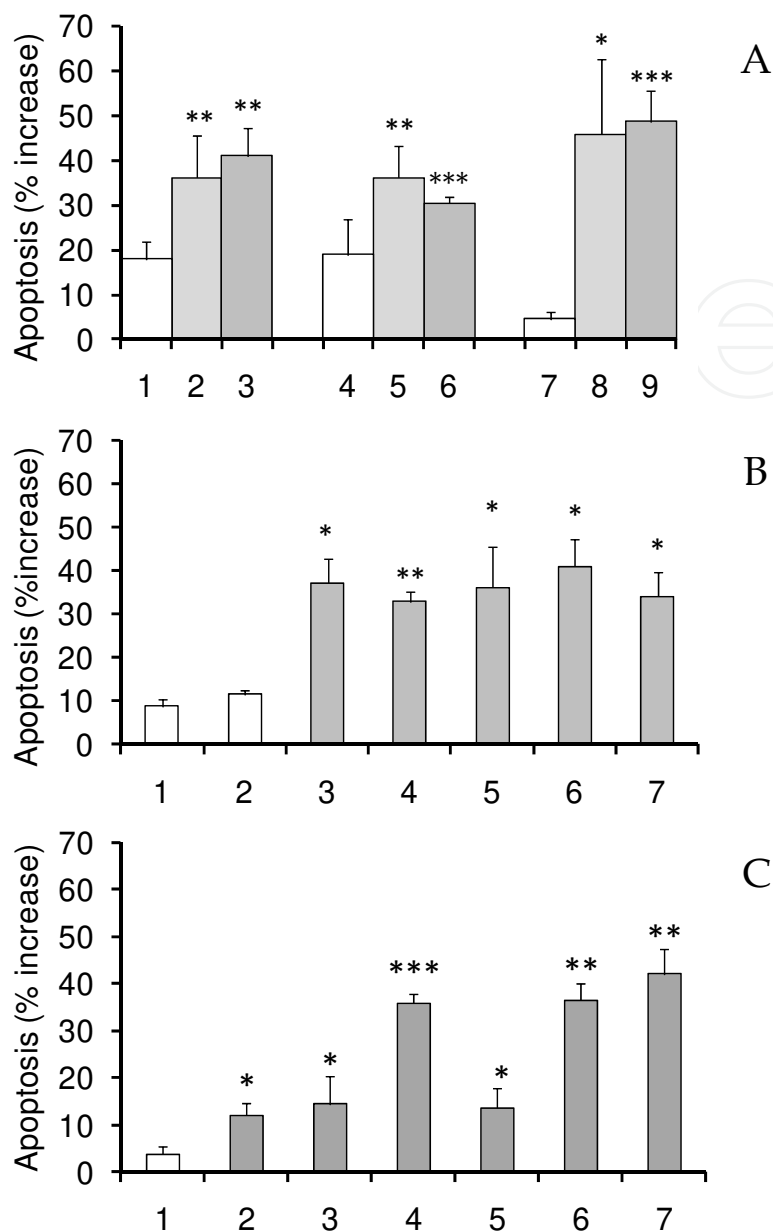 A
Apoptosis (% increase)
70
60
50
40
30
20
10
0
** ** ** *** * ***
1 2 3 4 5 6 7 8 9
B
Apoptosis (%increase)
70
60
50
40
30
20
10
0
* ** * * *
1 2 3 4 5 6 7
C
Apoptosis (% increase)
70
60
50
40
30
20
10
0
* * *** * ** **
1 2 3 4 5 6 7